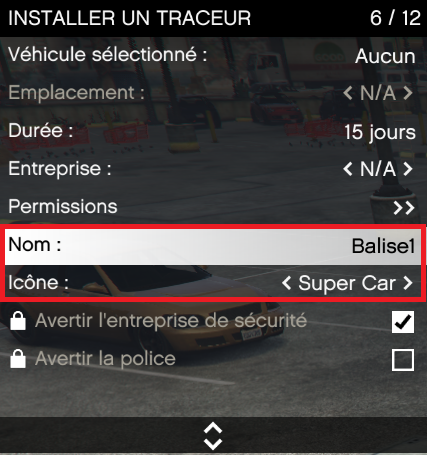 INSTALLER UN TRACEUR 6 / 12
Véhicule sélectionné : Aucun
Emplacement : < N/A >
Durée : 15 jours
Entreprise : < N/A >
Permissions >>
Nom : Balise1
Icône : < Super Car >
Avertir l'entreprise de sécurité
Avertir la police